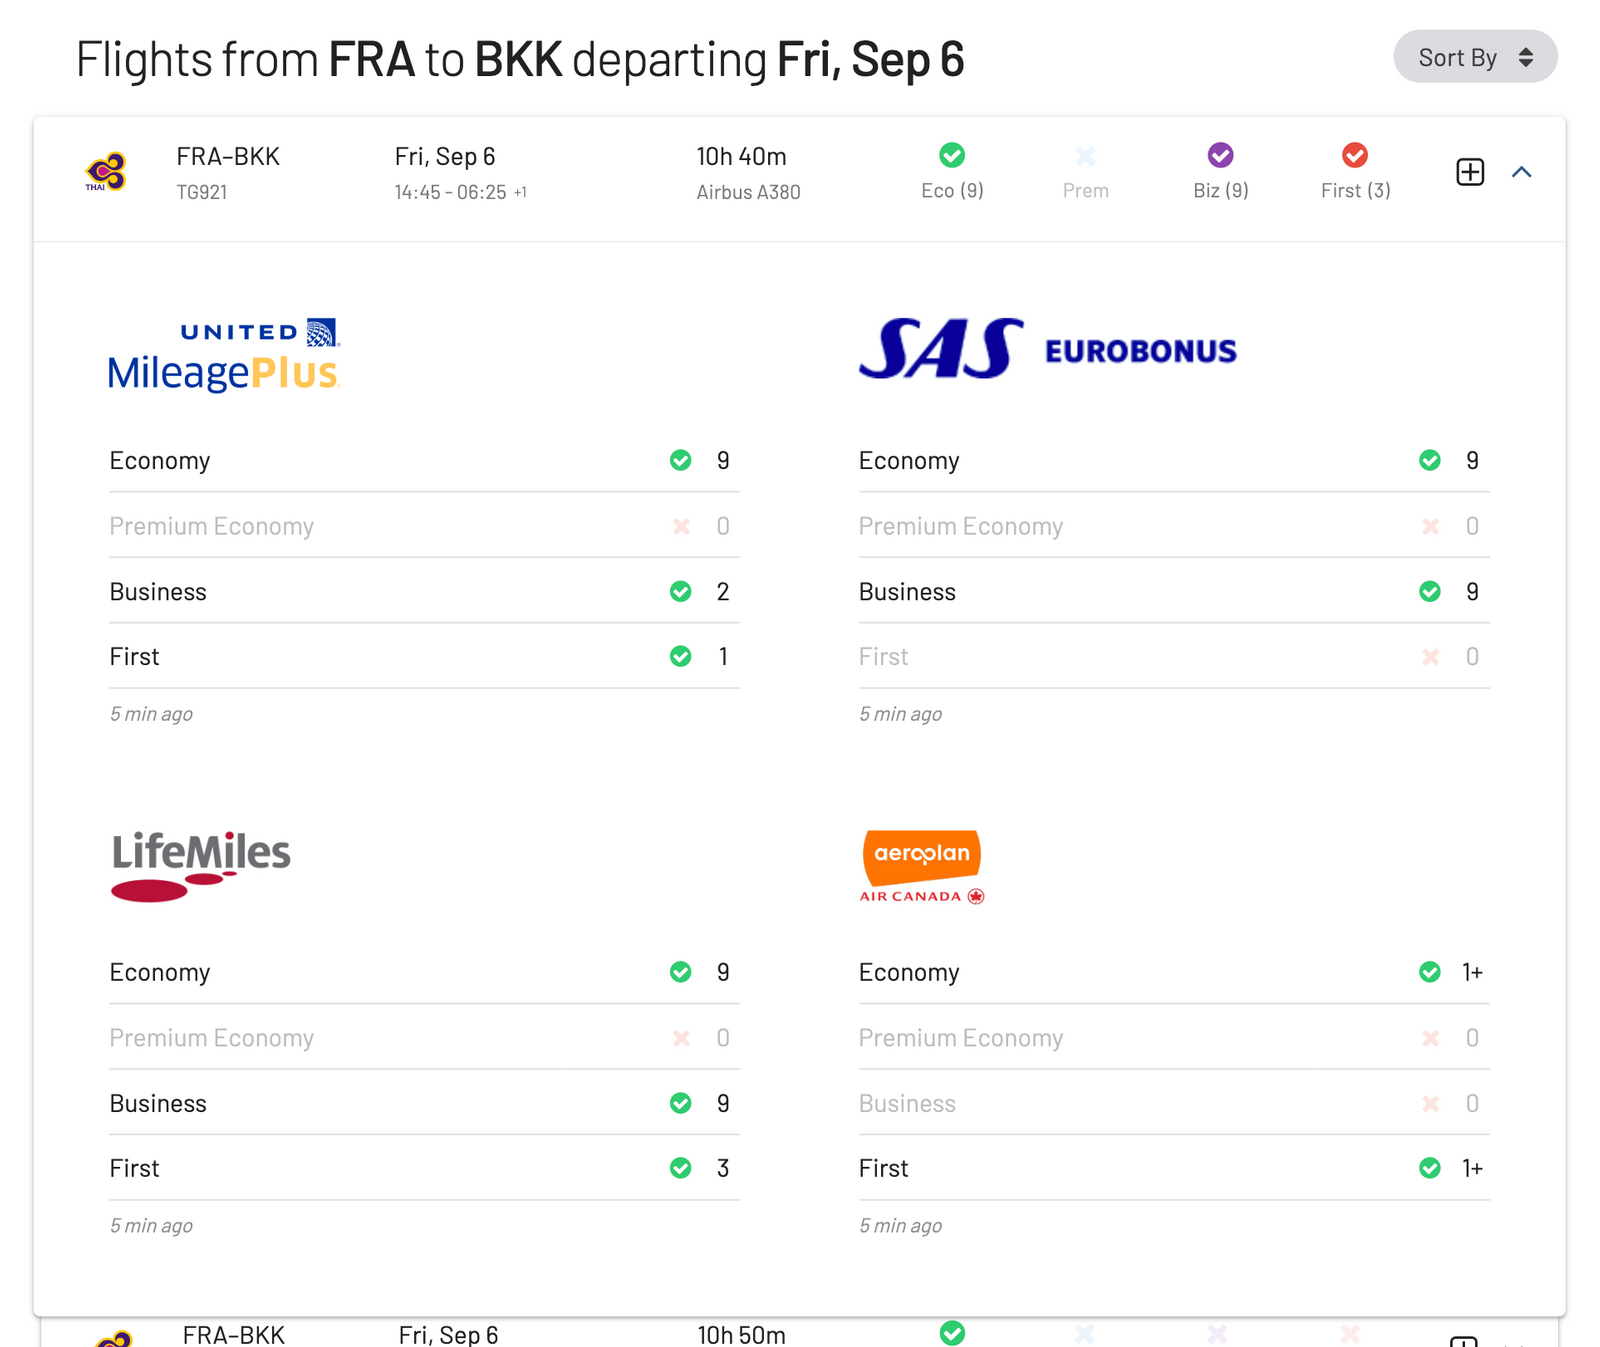 Flights from FRA to BKK departing Fri, Sep 6
Sort By
THAI
FRA–BKK
TG921
Fri, Sep 6
14:45 - 06:25 +1
10h 40m
Airbus A380
Eco (9)
Prem
Biz (9)
First (3)
UNITED
MileagePlus
Economy 9
Premium Economy 0
Business 2
First 1
5 min ago
SAS EUROBONUS
Economy 9
Premium Economy 0
Business 9
First 0
5 min ago
LifeMiles
Economy 9
Premium Economy 0
Business 9
First 3
5 min ago
aeroplan
AIR CANADA
Economy 1+
Premium Economy 0
Business 0
First 1+
5 min ago
FRA–BKK
Fri, Sep 6
10h 50m